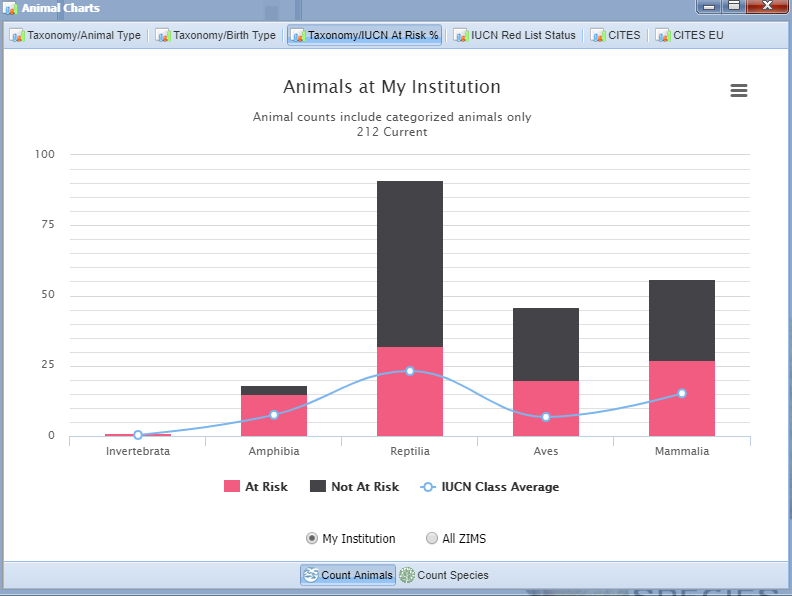 Animal Charts
Taxonomy/Animal Type Taxonomy/Birth Type Taxonomy/IUCN At Risk % IUCN Red List Status CITES CITES EU
Animals at My Institution
Animal counts include categorized animals only
212 Current
100
75
50
25
0
Invertebrata Amphibia Reptilia Aves Mammalia
At Risk Not At Risk IUCN Class Average
My Institution All ZIMS
Count Animals Count Species
SPECIES